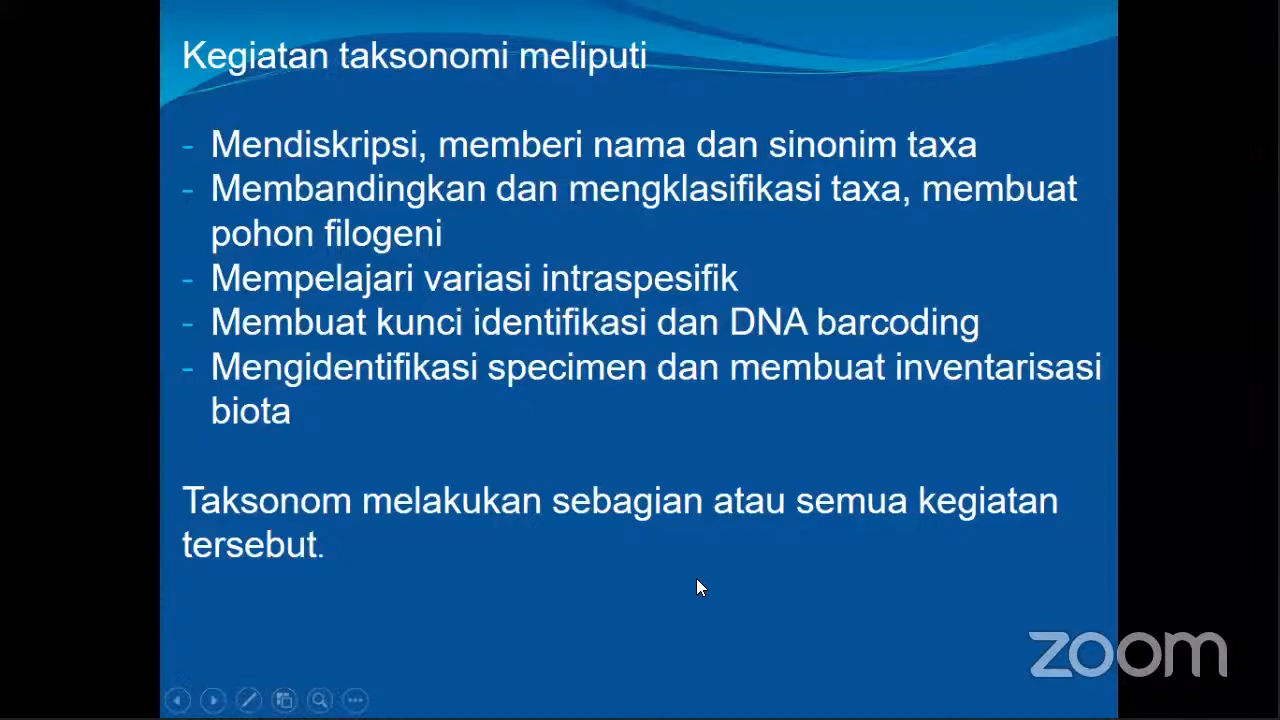 Kegiatan taksonomi meliputi
- Mendiskripsi, memberi nama dan sinonim taxa
- Membandingkan dan mengklasifikasi taxa, membuat
pohon filogeni
- Mempelajari variasi intraspesifik
- Membuat kunci identifikasi dan DNA barcoding
- Mengidentifikasi specimen dan membuat inventarisasi
biota
Taksonom melakukan sebagian atau semua kegiatan
tersebut.
zoom